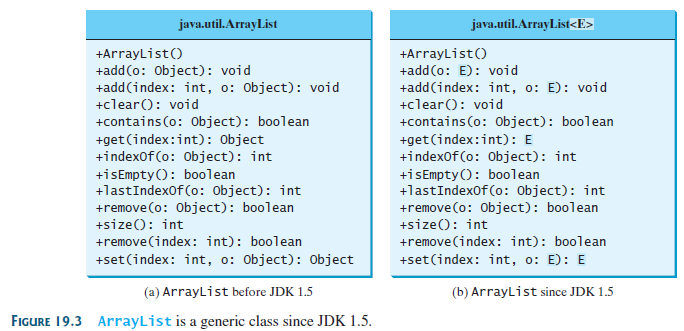 java.util.ArrayList
+ArrayList()
+add(o: Object): void
+add(index: int, o: Object): void
+clear(): void
+contains(o: Object): boolean
+get(index:int): Object
+indexOf(o: Object): int
+isEmpty(): boolean
+lastIndexOf(o: Object): int
+remove(o: Object): boolean
+size(): int
+remove(index: int): boolean
+set(index: int, o: Object): Object
(a) ArrayList before JDK 1.5
java.util.ArrayList<E>
+ArrayList()
+add(o: E): void
+add(index: int, o: E): void
+clear(): void
+contains(o: Object): boolean
+get(index:int): E
+indexOf(o: Object): int
+isEmpty(): boolean
+lastIndexOf(o: Object): int
+remove(o: Object): boolean
+size(): int
+remove(index: int): boolean
+set(index: int, o: E): E
(b) ArrayList since JDK 1.5
FIGURE 19.3 ArrayList is a generic class since JDK 1.5.